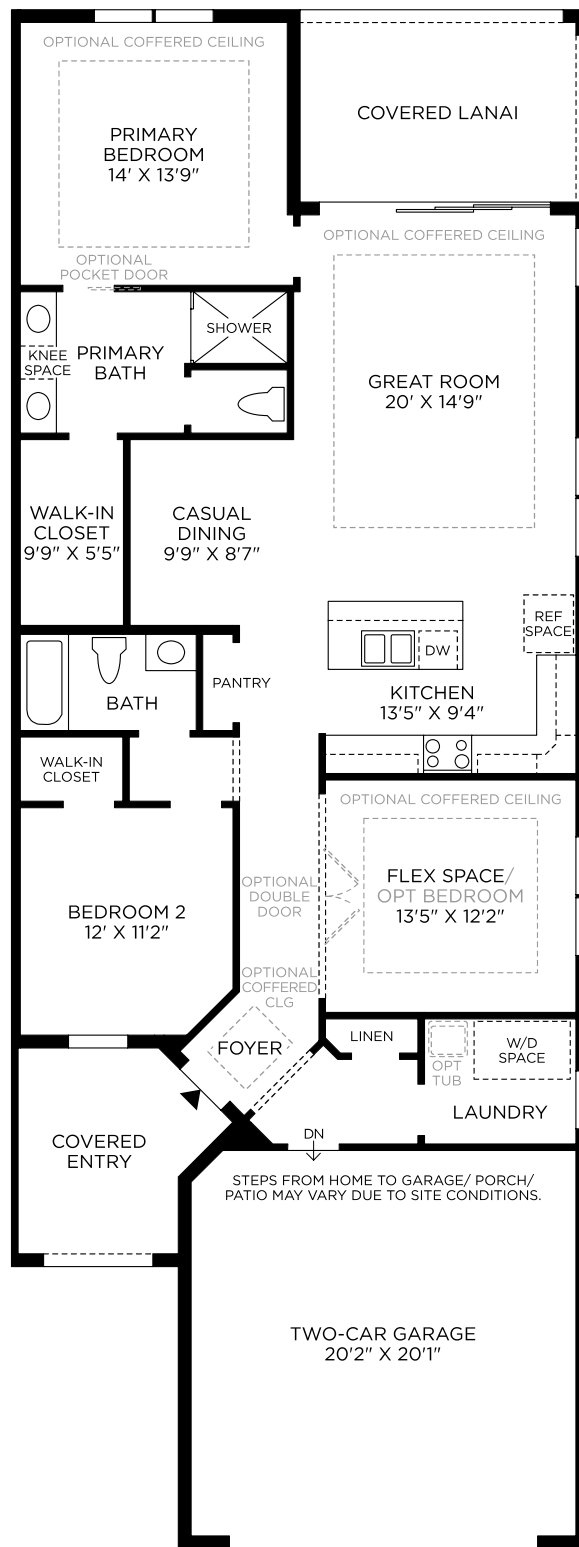 OPTIONAL COFFERED CEILING
PRIMARY
BEDROOM
14' X 13'9"
COVERED LANAI
OPTIONAL
POCKET DOOR
OPTIONAL COFFERED CEILING
SHOWER
KNEE
SPACE
PRIMARY
BATH
GREAT ROOM
20' X 14'9"
WALK-IN
CLOSET
9'9" X 5'5"
CASUAL
DINING
9'9" X 8'7"
REF
SPACE
DW
BATH
PANTRY
KITCHEN
13'5" X 9'4"
WALK-IN
CLOSET
OPTIONAL COFFERED CEILING
FLEX SPACE/
OPT BEDROOM
13'5" X 12'2"
OPTIONAL
DOUBLE
DOOR
BEDROOM 2
12' X 11'2"
OPTIONAL
COFFERED
CLG
FOYER
LINEN
W/D
SPACE
OPT
TUB
LAUNDRY
COVERED
ENTRY
DN
STEPS FROM HOME TO GARAGE/ PORCH/
PATIO MAY VARY DUE TO SITE CONDITIONS.
TWO-CAR GARAGE
20'2" X 20'1"